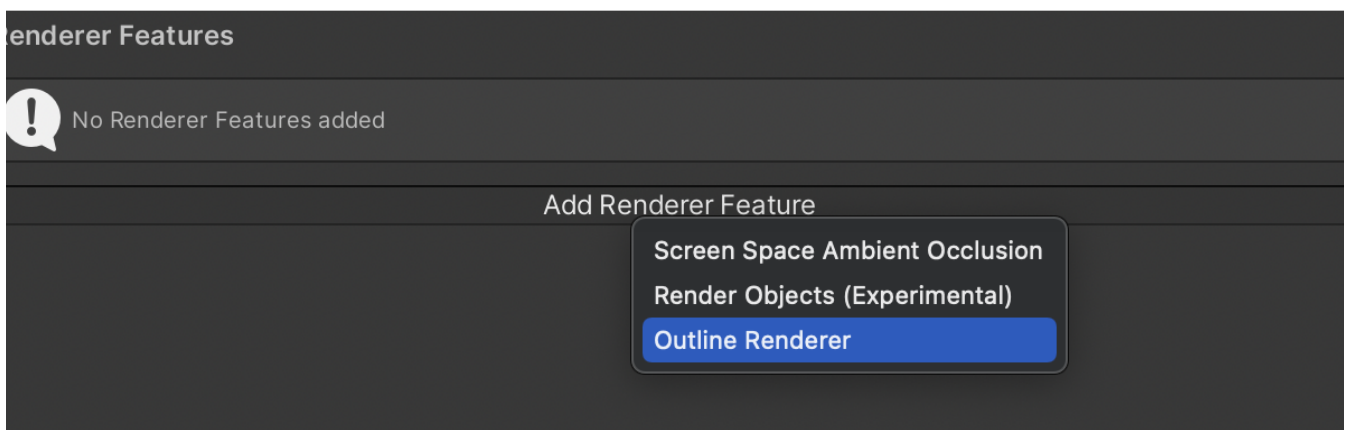 enderer Features
No Renderer Features added
Add Renderer Feature
Screen Space Ambient Occlusion
Render Objects (Experimental)
Outline Renderer